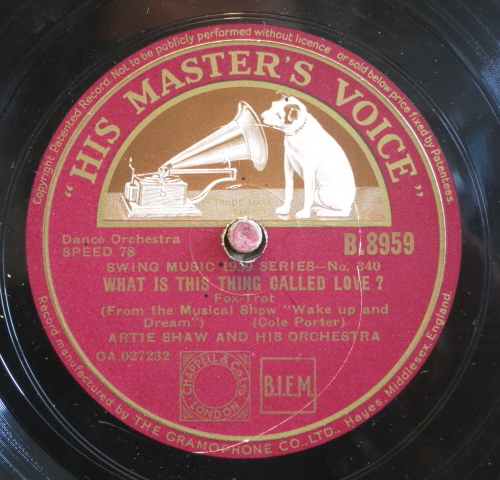 Copyright Patented Record Not to be publicly performed without licence or sold below price fixed by Patentees.
"HIS MASTER'S VOICE"
TRADE MARK
Dance Orchestra
SPEED 78
B.8959
SWING MUSIC 1939 SERIES—No. 340
WHAT IS THIS THING CALLED LOVE?
Fox-Trot
(From the Musical Show "Wake up and
Dream") (Cole Porter)
ARTIE SHAW AND HIS ORCHESTRA
OA 027232
CHAPPELL & Co. Ltd.
LONDON
B.I.E.M.
Record manufactured by THE GRAMOPHONE CO., LTD., Hayes, Middlesex, England.